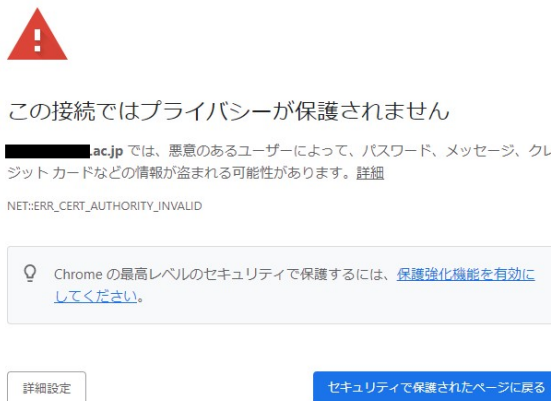 この接続ではプライバシーが保護されません
.ac.jp では、悪意のあるユーザーによって、パスワード、メッセージ、クレ
ジット カードなどの情報が盗まれる可能性があります。詳細
NET::ERR_CERT_AUTHORITY_INVALID
Chrome の最高レベルのセキュリティで保護するには、保護強化機能を有効に
してください。
詳細設定
セキュリティで保護されたページに戻る